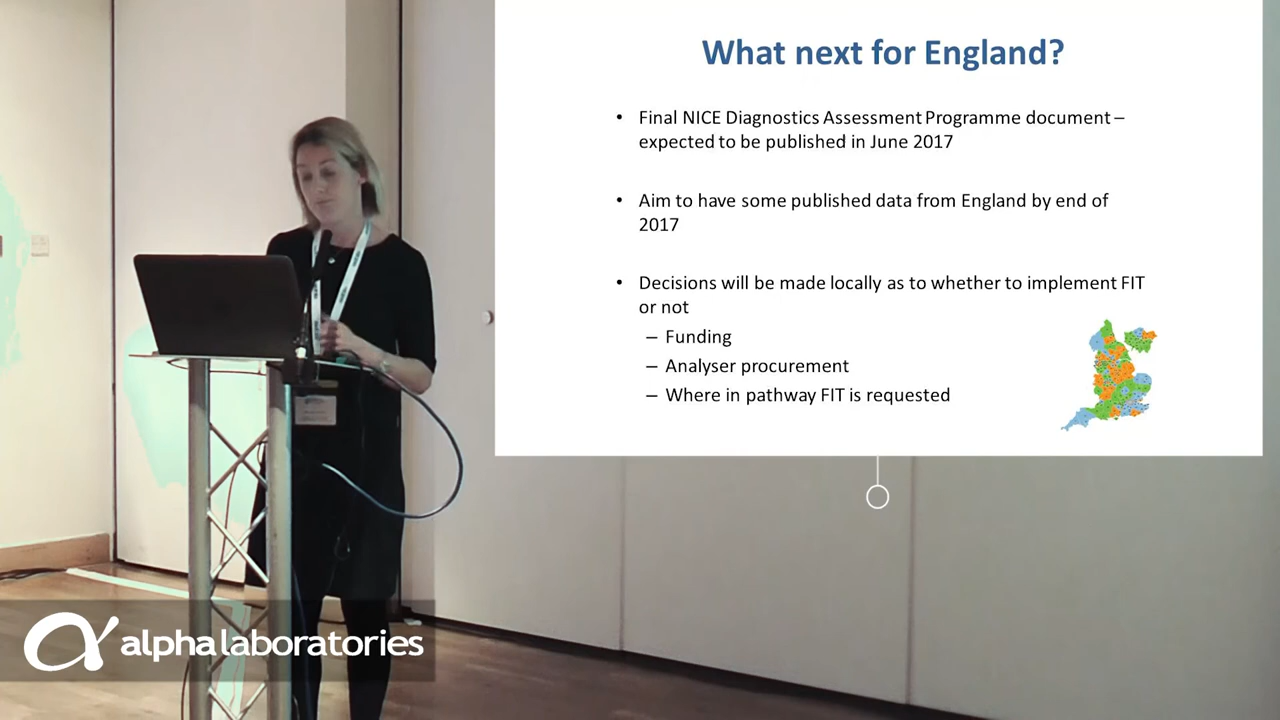 What next for England?
• Final NICE Diagnostics Assessment Programme document –
expected to be published in June 2017
• Aim to have some published data from England by end of
2017
• Decisions will be made locally as to whether to implement FIT
or not
– Funding
– Analyser procurement
– Where in pathway FIT is requested
alpha laboratories